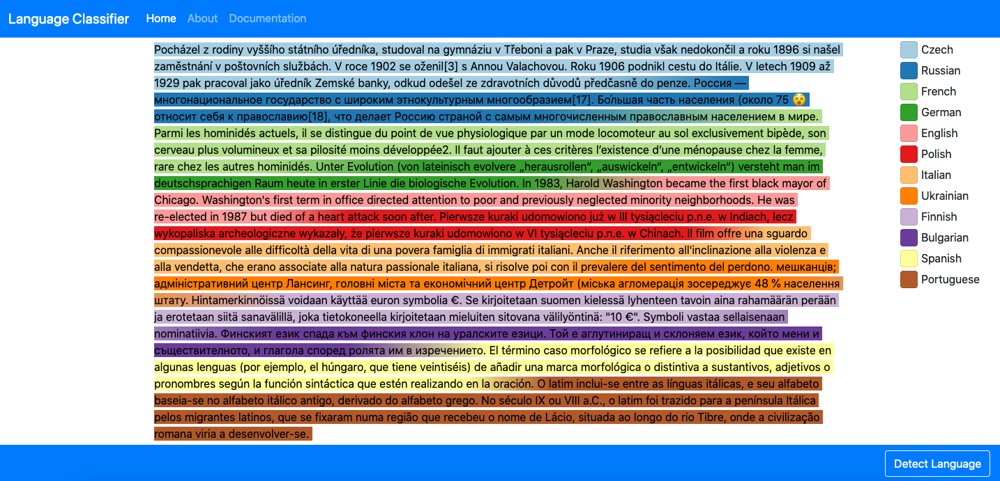 Language Classifier Home About Documentation
Pocházel z rodiny vyššího státního úředníka, studoval na gymnáziu v Třeboni a pak v Praze, studia však nedokončil a roku 1896 si našel
zaměstnání v poštovních službách. V roce 1902 se oženil[3] s Annou Valachovou. Roku 1906 podnikl cestu do Itálie. V letech 1909 až
1929 pak pracoval jako úředník Zemské banky, odkud odešel ze zdravotních důvodů předčasně do penze. Россия —
многонациональное государство с широким этнокультурным многообразием[17]. Бо́льшая часть населения (около 75 😵
относит себя к православию[18], что делает Россию страной с самым многочисленным православным населением в мире.
Parmi les hominidés actuels, il se distingue du point de vue physiologique par un mode locomoteur au sol exclusivement bipède, son
cerveau plus volumineux et sa pilosité moins développée2. Il faut ajouter à ces critères l’existence d’une ménopause chez la femme,
rare chez les autres hominidés. Unter Evolution (von lateinisch evolvere „herausrollen“, „auswickeln“, „entwickeln“) versteht man im
deutschsprachigen Raum heute in erster Linie die biologische Evolution. In 1983, Harold Washington became the first black mayor of
Chicago. Washington's first term in office directed attention to poor and previously neglected minority neighborhoods. He was
re‑elected in 1987 but died of a heart attack soon after. Pierwsze kuraki udomowiono już w III tysiącleciu p.n.e. w Indiach, lecz
wykopaliska archeologiczne wykazały, że pierwsze kuraki udomowiono w VI tysiącleciu p.n.e. w Chinach. Il film offre una sguardo
compassionevole alle difficoltà della vita di una povera famiglia di immigrati italiani. Anche il riferimento all'inclinazione alla violenza e
alla vendetta, che erano associate alla natura passionale italiana, si risolve poi con il prevalere del sentimento del perdono. мешканців;
адміністративний центр Лансинг, головні міста та економічний центр Детройт (міська агломерація зосереджує 48 % населення
штату. Hintamerkinnöissä voidaan käyttää euron symbolia €. Se kirjoitetaan suomen kielessä lyhenteen tavoin aina rahamäärän perään
ja erotetaan siitä sanavälillä, joka tietokoneella kirjoitetaan mieluiten sitovana välilyöntinä: "10 €". Symboli vastaa sellaisenaan
nominatiivia. Финският език спада към финския клон на уралските езици. Той е аглутиниращ и склоняем език, който мени и
съществителното, и глагола според ролята им в изречението. El término caso morfológico se refiere a la posibilidad que existe en
algunas lenguas (por ejemplo, el húngaro, que tiene veintiséis) de añadir una marca morfológica o distintiva a sustantivos, adjetivos o
pronombres según la función sintáctica que estén realizando en la oración. O latim inclui-se entre as línguas itálicas, e seu alfabeto
baseia-se no alfabeto itálico antigo, derivado do alfabeto grego. No século IX ou VIII a.C., o latim foi trazido para a península Itálica
pelos migrantes latinos, que se fixaram numa região que recebeu o nome de Lácio, situada ao longo do rio Tibre, onde a civilização
romana viria a desenvolver-se.
Czech
Russian
French
German
English
Polish
Italian
Ukrainian
Finnish
Bulgarian
Spanish
Portuguese
Detect Language